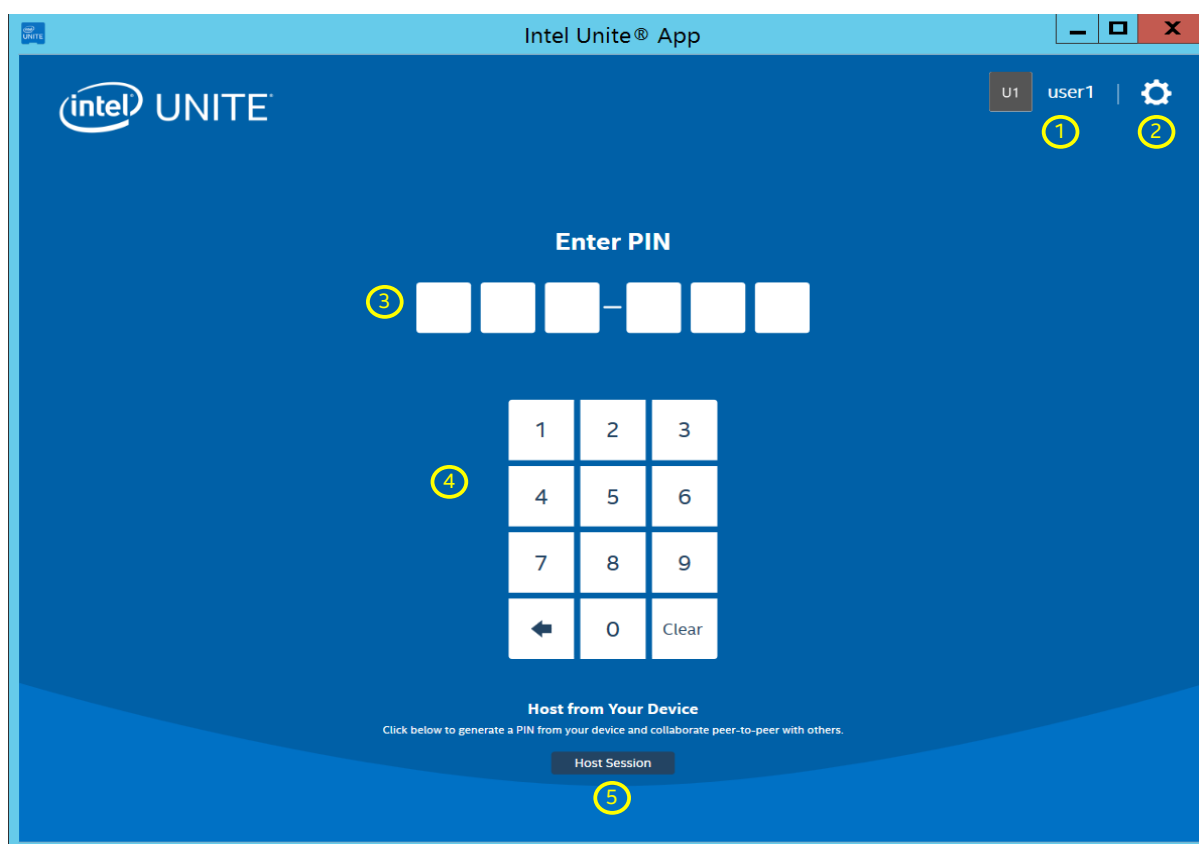 Intel Unite® App
intel UNITE
U1 user1 |
1 2
Enter PIN
3 –
1 2 3
4
4 5 6
7 8 9
0 Clear
Host from Your Device
Click below to generate a PIN from your device and collaborate peer-to-peer with others.
Host Session
5